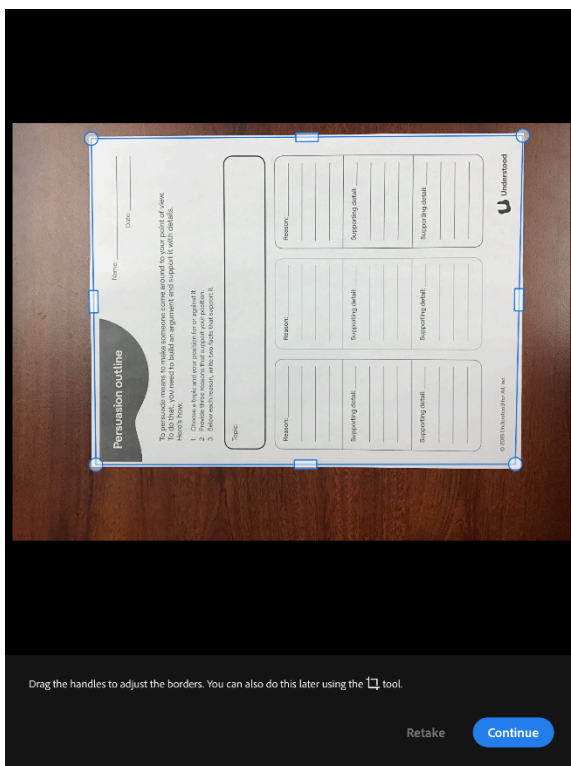 Persuasion outline
Name:
Date:
To persuade means to make someone come around to your point of view.
To do that, you need to build an argument and support it with details.
Here's how.
1. Choose a topic and your position for or against it.
2. Provide three reasons that support your position.
3. Below each reason, write two facts that support it.
Topic:
Reason:
Supporting detail:
Supporting detail:
Reason:
Supporting detail:
Supporting detail:
Reason:
Supporting detail:
Supporting detail:
© 2019 Understood for All, Inc.
Understood
Drag the handles to adjust the borders. You can also do this later using the tool.
Retake
Continue